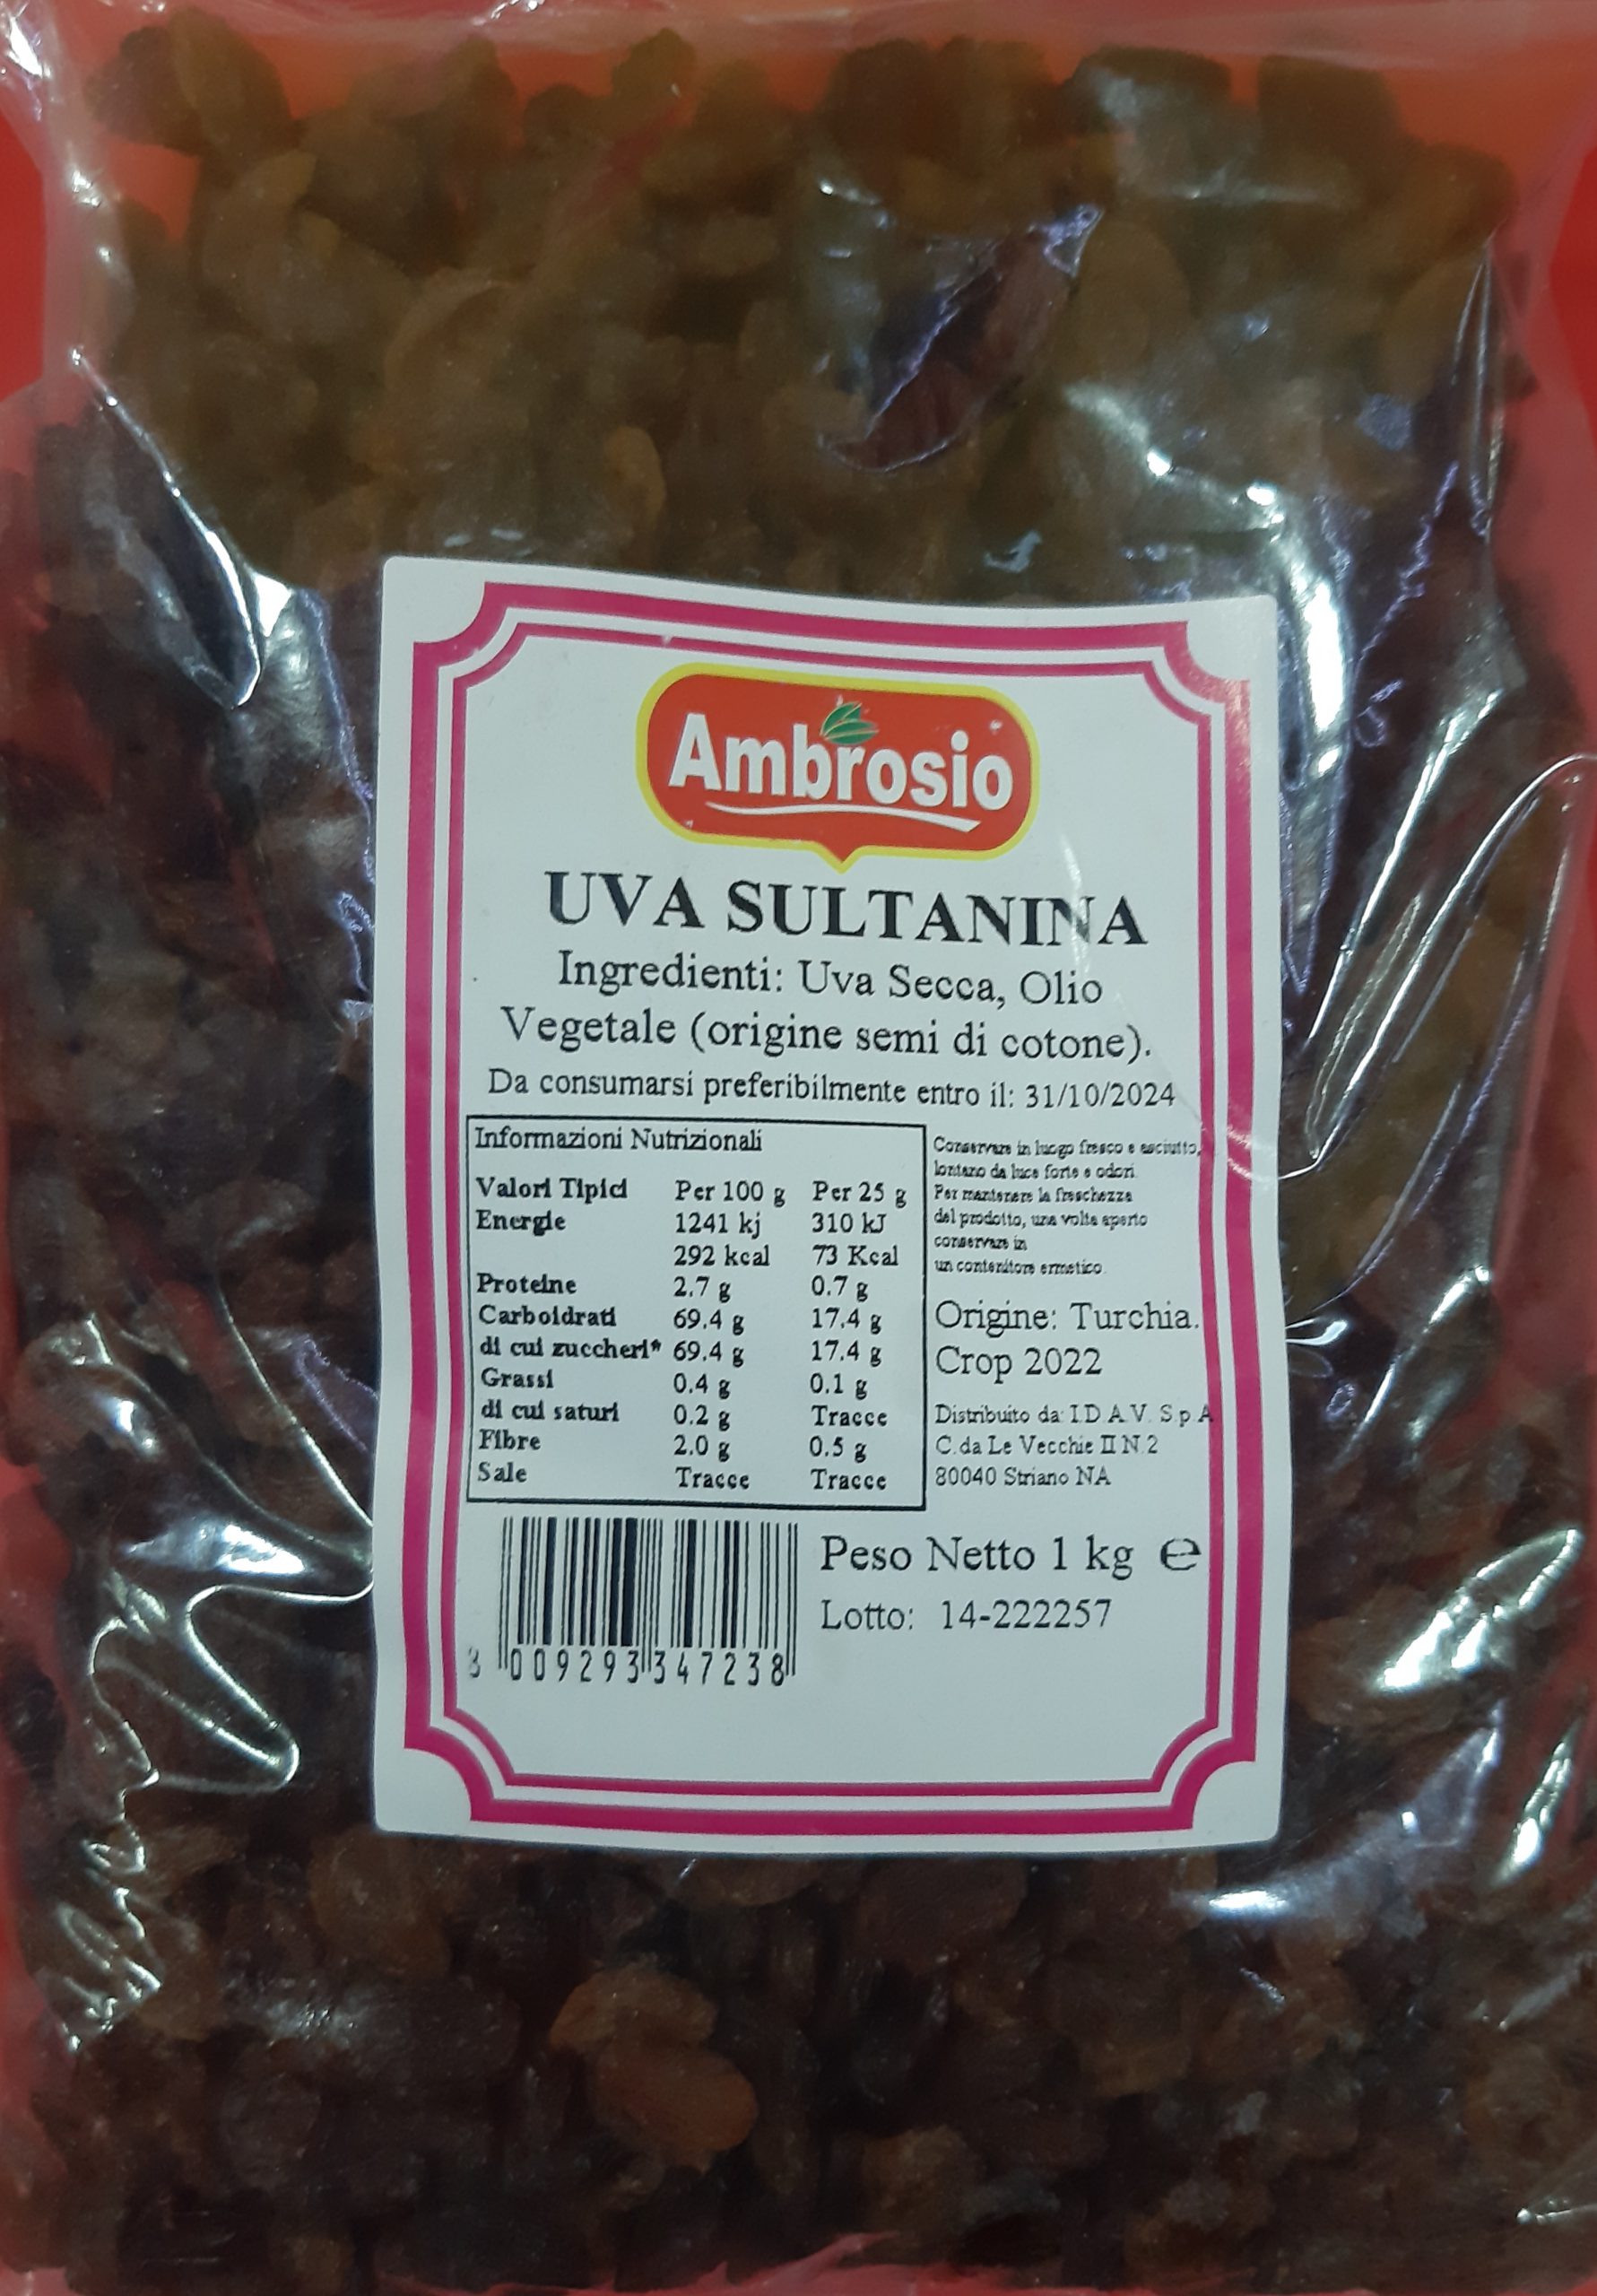 Ambrosio
UVA SULTANINA
Ingredienti: Uva Secca, Olio
Vegetale (origine semi di cotone).
Da consumarsi preferibilmente entro il: 31/10/2024
Informazioni Nutrizionali
Valori Tipici Per 100 g Per 25 g
Energie 1241 kj 310 kJ
292 kcal 73 Kcal
Proteine 2.7 g 0.7 g
Carboidrati 69.4 g 17.4 g
di cui zuccheri* 69.4 g 17.4 g
Grassi 0.4 g 0.1 g
di cui saturi 0.2 g Tracce
Fibre 2.0 g 0.5 g
Sale Tracce Tracce
Conservare in luogo fresco e asciutto,
lontano da luce forte e odori.
Per mantenere la freschezza
del prodotto, una volta aperto
conservare in
un contenitore ermetico.
Origine: Turchia.
Crop 2022
Distribuito da: I.D.A.V. S.p.A
C.da Le Vecchie II N.2
80040 Striano NA
Peso Netto 1 kg e
Lotto: 14-222257
8 009293 347238